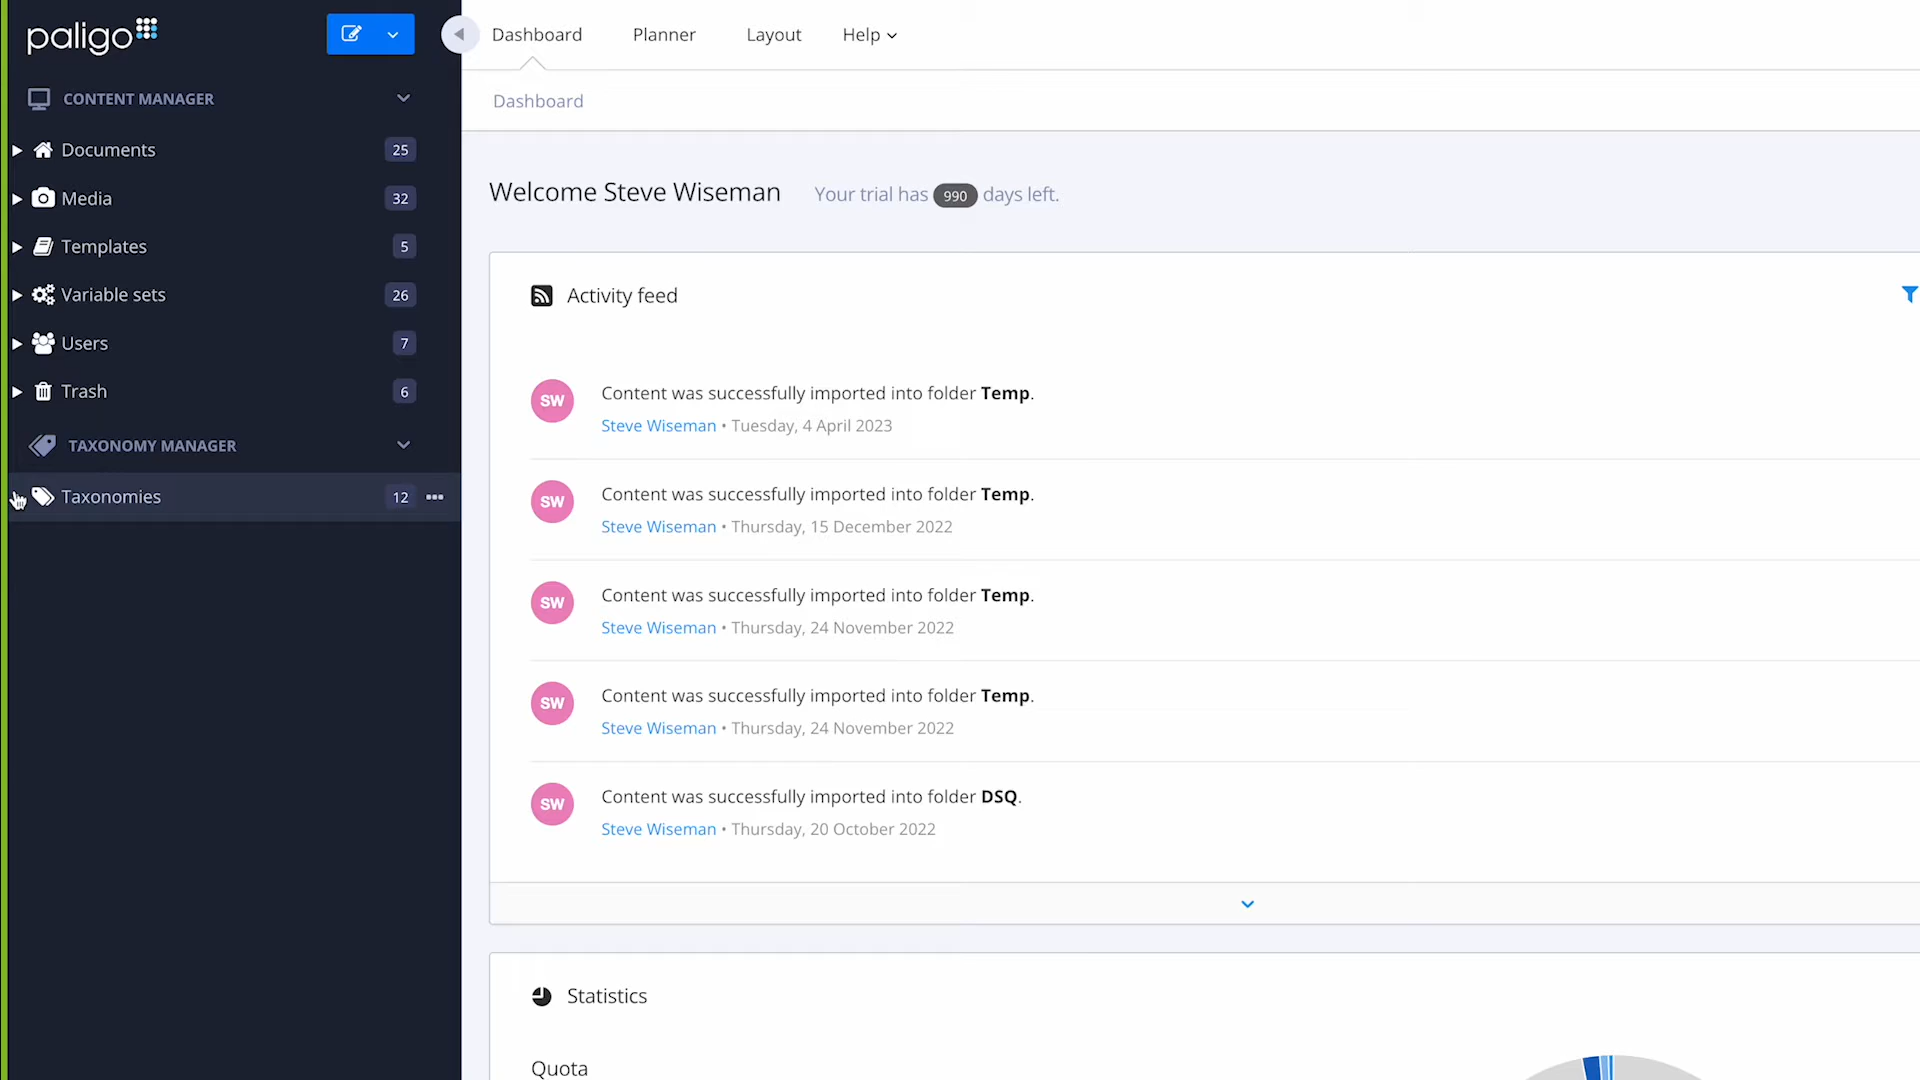 paligo
Dashboard
Planner
Layout
Help
CONTENT MANAGER
Dashboard
Documents 25
Media 32
Templates 5
Variable sets 26
Users 7
Trash 6
TAXONOMY MANAGER
Taxonomies 12
Welcome Steve Wiseman
Your trial has 990 days left.
Activity feed
SW
Content was successfully imported into folder Temp.
Steve Wiseman • Tuesday, 4 April 2023
SW
Content was successfully imported into folder Temp.
Steve Wiseman • Thursday, 15 December 2022
SW
Content was successfully imported into folder Temp.
Steve Wiseman • Thursday, 24 November 2022
SW
Content was successfully imported into folder Temp.
Steve Wiseman • Thursday, 24 November 2022
SW
Content was successfully imported into folder DSQ.
Steve Wiseman • Thursday, 20 October 2022
Statistics
Quota